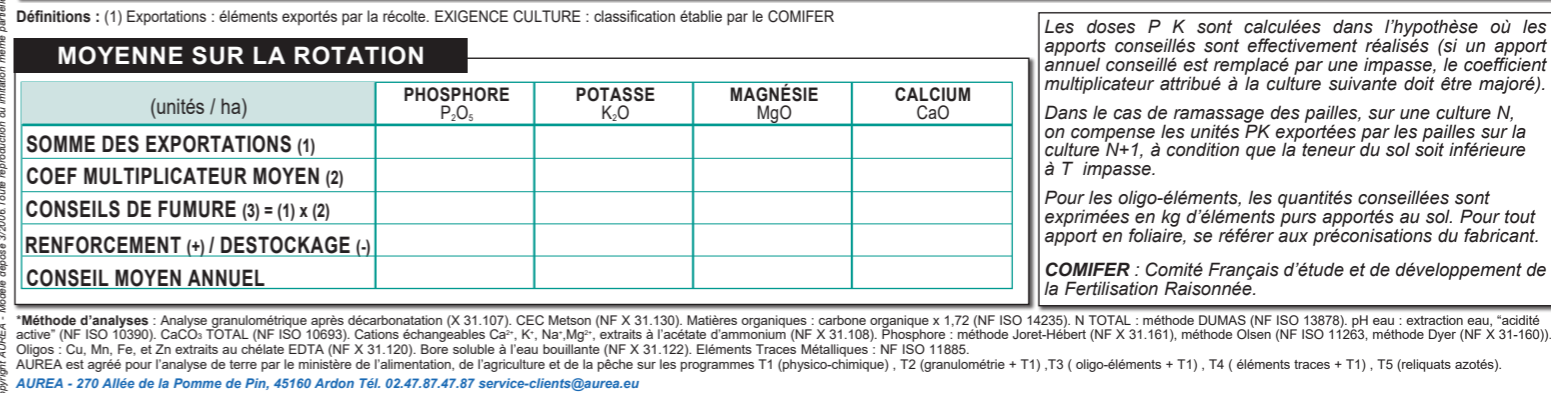 Définitions : (1) Exportations : éléments exportés par la récolte. EXIGENCE CULTURE : classification établie par le COMIFER
MOYENNE SUR LA ROTATION
(unités / ha)
PHOSPHORE
P₂O₅
POTASSE
K₂O
MAGNÉSIE
MgO
CALCIUM
CaO
SOMME DES EXPORTATIONS (1)
COEF MULTIPLICATEUR MOYEN (2)
CONSEILS DE FUMURE (3) = (1) x (2)
RENFORCEMENT (+) / DESTOCKAGE (-)
CONSEIL MOYEN ANNUEL
Les doses P K sont calculées dans l'hypothèse où les
apports conseillés sont effectivement réalisés (si un apport
annuel conseillé est remplacé par une impasse, le coefficient
multiplicateur attribué à la culture suivante doit être majoré).
Dans le cas de ramassage des pailles, sur une culture N,
on compense les unités PK exportées par les pailles sur la
culture N+1, à condition que la teneur du sol soit inférieure
à T impasse.
Pour les oligo-éléments, les quantités conseillées sont
exprimées en kg d'éléments purs apportés au sol. Pour tout
apport en foliaire, se référer aux préconisations du fabricant.
COMIFER : Comité Français d'étude et de développement de
la Fertilisation Raisonnée.
*Méthode d'analyses : Analyse granulométrique après décarbonatation (X 31.107). CEC Metson (NF X 31.130). Matières organiques : carbone organique x 1,72 (NF ISO 14235). N TOTAL : méthode DUMAS (NF ISO 13878). pH eau : extraction eau, "acidité
active" (NF ISO 10390). CaCO₃ TOTAL (NF ISO 10693). Cations échangeables Ca²⁺, K⁺, Na⁺,Mg²⁺, extraits à l'acétate d'ammonium (NF X 31.108). Phosphore : méthode Joret-Hébert (NF X 31.161), méthode Olsen (NF ISO 11263, méthode Dyer (NF X 31-160)).
Oligos : Cu, Mn, Fe, et Zn extraits au chélate EDTA (NF X 31.120). Bore soluble à l'eau bouillante (NF X 31.122). Eléments Traces Métalliques : NF ISO 11885.
AUREA est agréé pour l'analyse de terre par le ministère de l'alimentation, de l'agriculture et de la pêche sur les programmes T1 (physico-chimique) , T2 (granulométrie + T1) ,T3 ( oligo-éléments + T1) , T4 ( éléments traces + T1) , T5 (reliquats azotés).
AUREA - 270 Allée de la Pomme de Pin, 45160 Ardon Tél. 02.47.87.47.87 service-clients@aurea.eu
copyright AUREA - Modèle déposé 3/2006. Toute reproduction ou imitation même